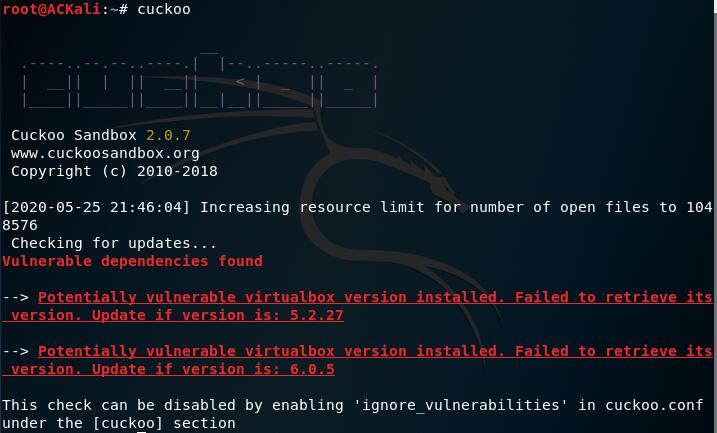 root@ACKali:~# cuckoo
Cuckoo Sandbox 2.0.7
www.cuckoosandbox.org
Copyright (c) 2010-2018
[2020-05-25 21:46:04] Increasing resource limit for number of open files to 104
8576
Checking for updates...
Vulnerable dependencies found
--> Potentially vulnerable virtualbox version installed. Failed to retrieve its
version. Update if version is: 5.2.27
--> Potentially vulnerable virtualbox version installed. Failed to retrieve its
version. Update if version is: 6.0.5
This check can be disabled by enabling 'ignore_vulnerabilities' in cuckoo.conf
under the [cuckoo] section